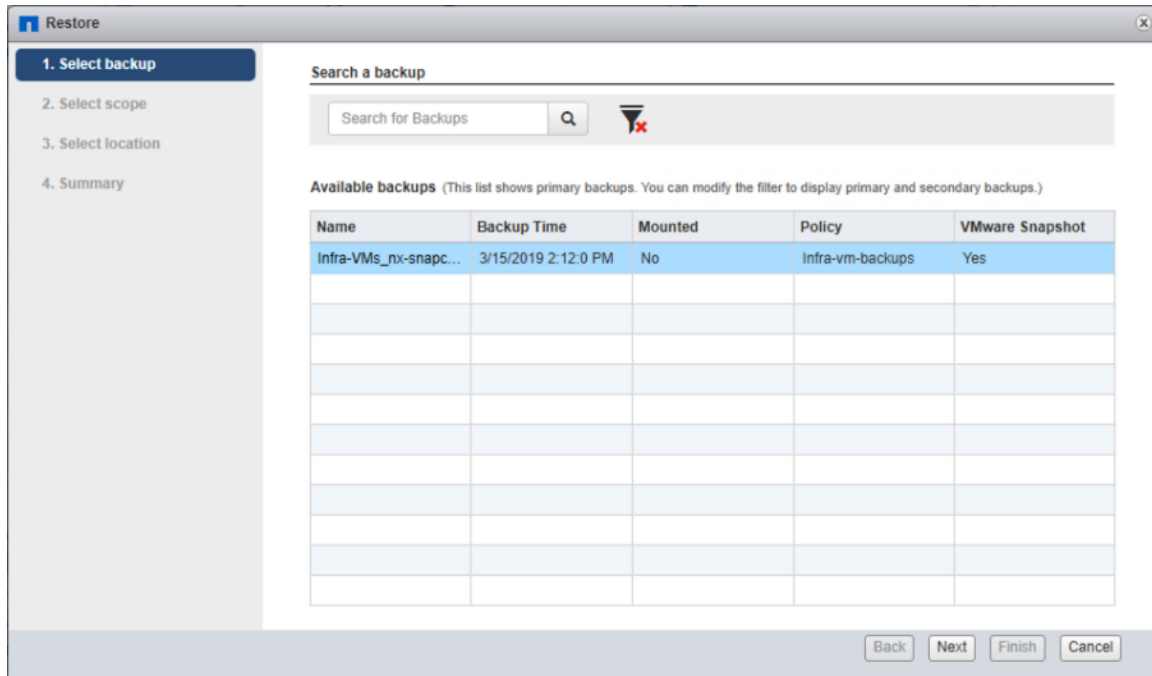 Restore
1. Select backup
2. Select scope
3. Select location
4. Summary
Search a backup
Search for Backups
Available backups (This list shows primary backups. You can modify the filter to display primary and secondary backups.)
Name Backup Time Mounted Policy VMware Snapshot
Infra-VMs_nx-snapc... 3/15/2019 2:12:0 PM No Infra-vm-backups Yes
Back Next Finish Cancel